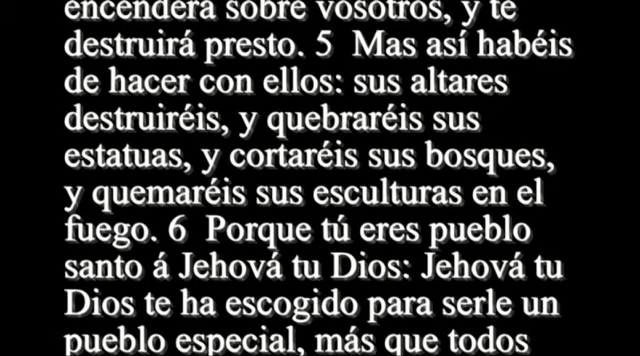 encenderá sobre vosotros, y te
destruirá presto. 5  Mas así habéis
de hacer con ellos: sus altares
destruiréis, y quebraréis sus
estatuas, y cortaréis sus bosques,
y quemaréis sus esculturas en el
fuego. 6  Porque tú eres pueblo
santo á Jehová tu Dios: Jehová tu
Dios te ha escogido para serle un
pueblo especial, más que todos